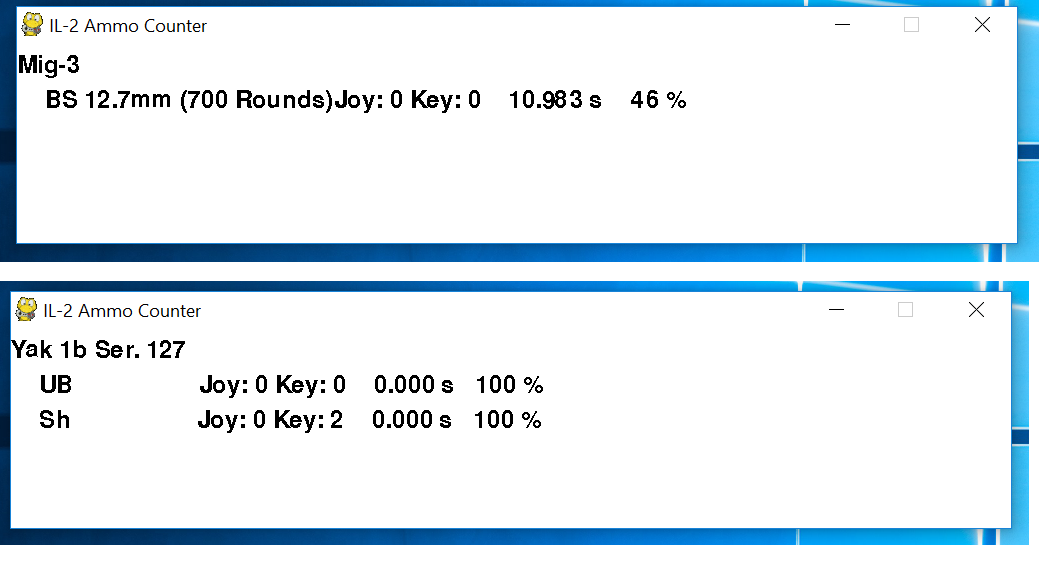 IL-2 Ammo Counter
Mig-3
BS 12.7mm (700 Rounds)Joy: 0 Key: 0 10.983 s 46 %
IL-2 Ammo Counter
Yak 1b Ser. 127
UB Joy: 0 Key: 0 0.000 s 100 %
Sh Joy: 0 Key: 2 0.000 s 100 %